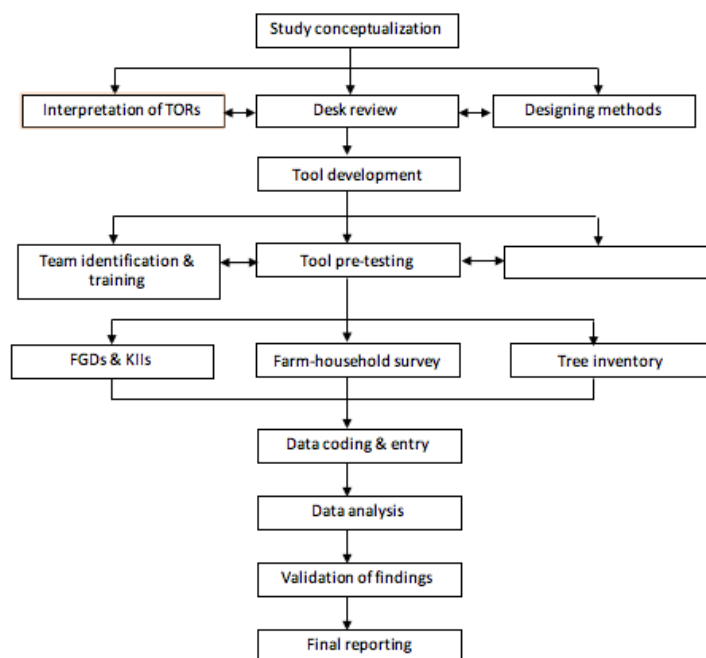 Study conceptualization
Interpretation of TORs
Desk review
Designing methods
Tool development
Team identification &
training
Tool pre-testing
FGDs & KIIs
Farm-household survey
Tree inventory
Data coding & entry
Data analysis
Validation of findings
Final reporting